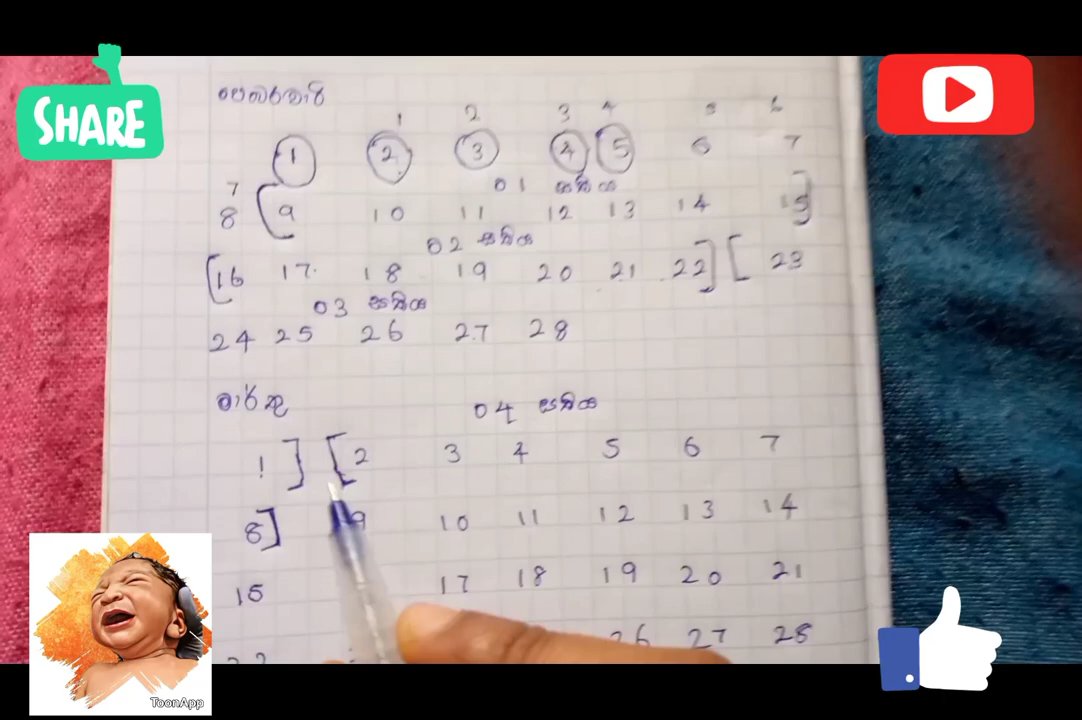 SHARE
පෙබරවාරි
1 2 3 4 5 6
1 2 3 4 5 6 7
7
01 සතිය
8 [9 10 11 12 13 14 15]
02 සතිය
[16 17 18 19 20 21 22] [23
03 සතිය
24 25 26 27 28
මාර්තු
04 සතිය
1] [2 3 4 5 6 7
8] 9 10 11 12 13 14
15 17 18 19 20 21
26 27 28
ToonApp